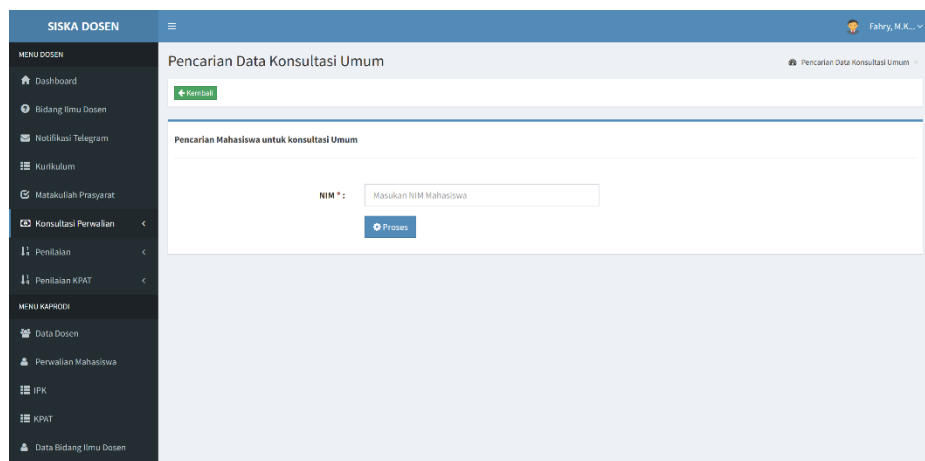 SISKA DOSEN
Fahry, M.K...
MENU DOSEN
Dashboard
Bidang Ilmu Dosen
Notifikasi Telegram
Kurikulum
Matakuliah Prasyarat
Konsultasi Perwalian
Penilaian
Penilaian KPAT
MENU KAPRODI
Data Dosen
Perwalian Mahasiswa
IPK
KPAT
Data Bidang Ilmu Dosen
Pencarian Data Konsultasi Umum
Pencarian Data Konsultasi Umum
Kembali
Pencarian Mahasiswa untuk konsultasi Umum
NIM * :
Masukan NIM Mahasiswa
Proses